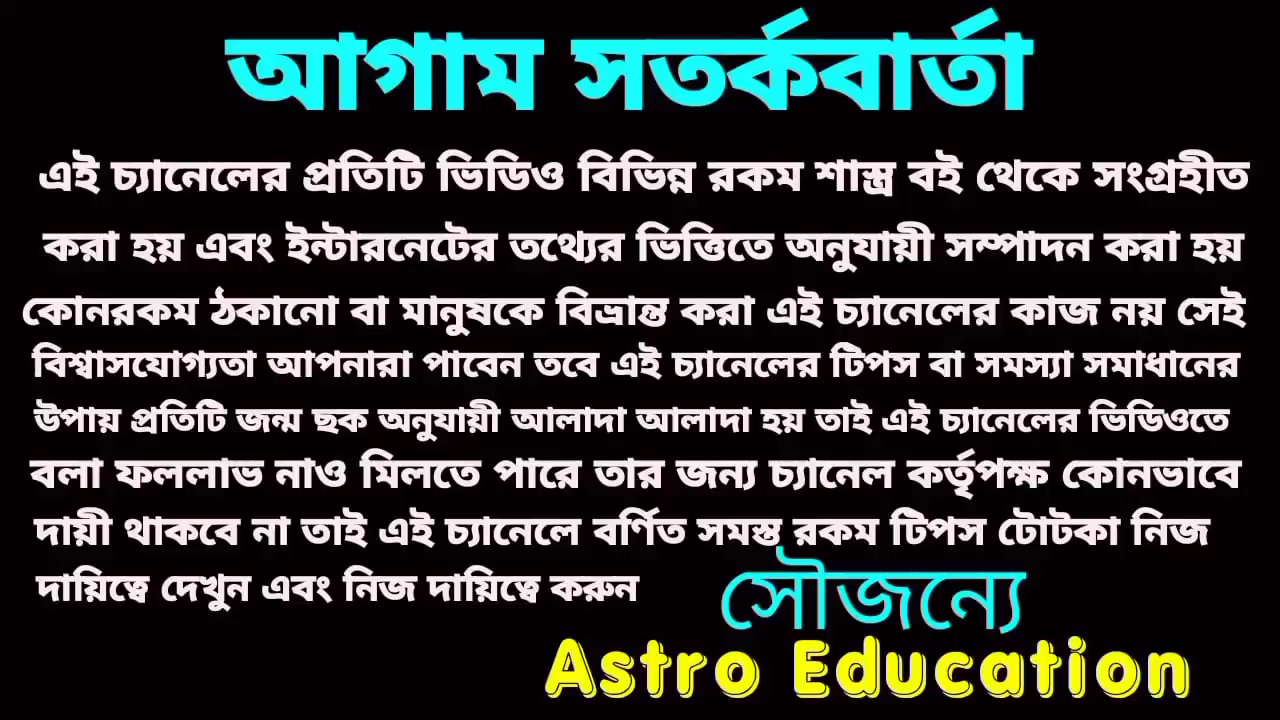 আগাম সতর্কবার্তা
এই চ্যানেলের প্রতিটি ভিডিও বিভিন্ন রকম শাস্ত্র বই থেকে সংগ্রহীত
করা হয় এবং ইন্টারনেটের তথ্যের ভিত্তিতে অনুযায়ী সম্পাদন করা হয়
কোনরকম ঠকানো বা মানুষকে বিভ্রান্ত করা এই চ্যানেলের কাজ নয় সেই
বিশ্বাসযোগ্যতা আপনারা পাবেন তবে এই চ্যানেলের টিপস বা সমস্যা সমাধানের
উপায় প্রতিটি জন্ম ছক অনুযায়ী আলাদা আলাদা হয় তাই এই চ্যানেলের ভিডিওতে
বলা ফললাভ নাও মিলতে পারে তার জন্য চ্যানেল কর্তৃপক্ষ কোনভাবে
দায়ী থাকবে না তাই এই চ্যানেলে বর্ণিত সমস্ত রকম টিপস টোটকা নিজ
দায়িত্বে দেখুন এবং নিজ দায়িত্বে করুন
সৌজন্যে
Astro Education